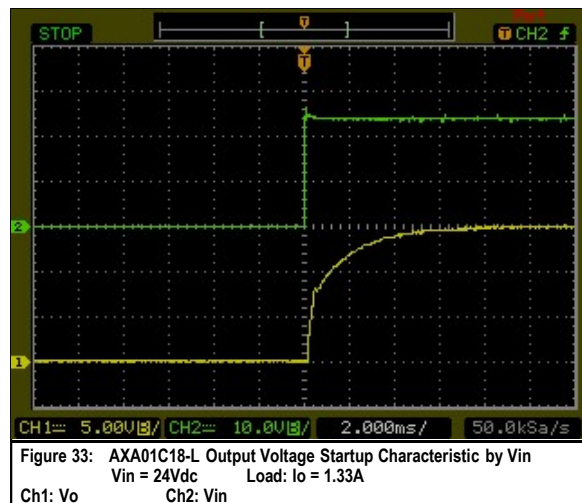 STOP
T
CH2
T
2
1
CH1 5.00V B/ CH2 10.0V B/ 2.000ms/ 50.0kSa/s
Figure 33: AXA01C18-L Output Voltage Startup Characteristic by Vin
Vin = 24Vdc Load: Io = 1.33A
Ch1: Vo Ch2: Vin